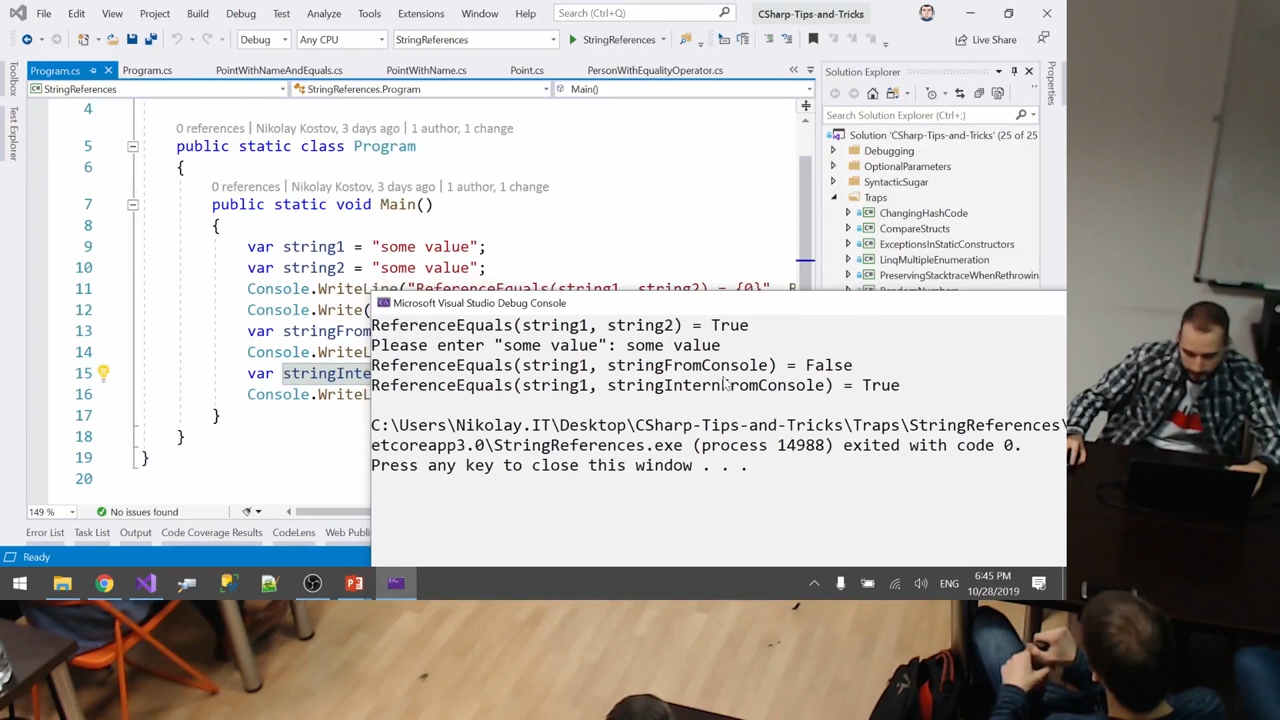 File Edit View Project Build Debug Test Analyze Tools Extensions Window Help Search (Ctrl+Q) CSharp-Tips-and-Tricks
Debug Any CPU StringReferences StringReferences Live Share
Toolbox
Test Explorer
Program.cs Program.cs PointWithNameAndEquals.cs PointWithName.cs Point.cs PersonWithEqualityOperator.cs
StringReferences StringReferences.Program Main()
4
0 references | Nikolay Kostov, 3 days ago | 1 author, 1 change
5 public static class Program
6 {
0 references | Nikolay Kostov, 3 days ago | 1 author, 1 change
7 public static void Main()
8 {
9 var string1 = "some value";
10 var string2 = "some value";
11 Console.WriteLine("ReferenceEquals(string1, string2) = {0}", R
12 Console.Write(
13 var stringFrom
14 Console.WriteL
15 var stringInte
16 Console.WriteL
17 }
18 }
19 }
20
149 % No issues found
Error List Task List Output Code Coverage Results CodeLens Web Publi
Ready
Solution Explorer
Search Solution Explorer (Ctrl+;)
Solution 'CSharp-Tips-and-Tricks' (25 of 25
Debugging
OptionalParameters
SyntacticSugar
Traps
ChangingHashCode
CompareStructs
ExceptionsInStaticConstructors
LinqMultipleEnumeration
PreservingStacktraceWhenRethrowin
RandomNumbers
Properties
Microsoft Visual Studio Debug Console
ReferenceEquals(string1, string2) = True
Please enter "some value": some value
ReferenceEquals(string1, stringFromConsole) = False
ReferenceEquals(string1, stringInternFromConsole) = True
C:\Users\Nikolay.IT\Desktop\CSharp-Tips-and-Tricks\Traps\StringReferences\
etcoreapp3.0\StringReferences.exe (process 14988) exited with code 0.
Press any key to close this window . . .
ENG 6:45 PM
10/28/2019